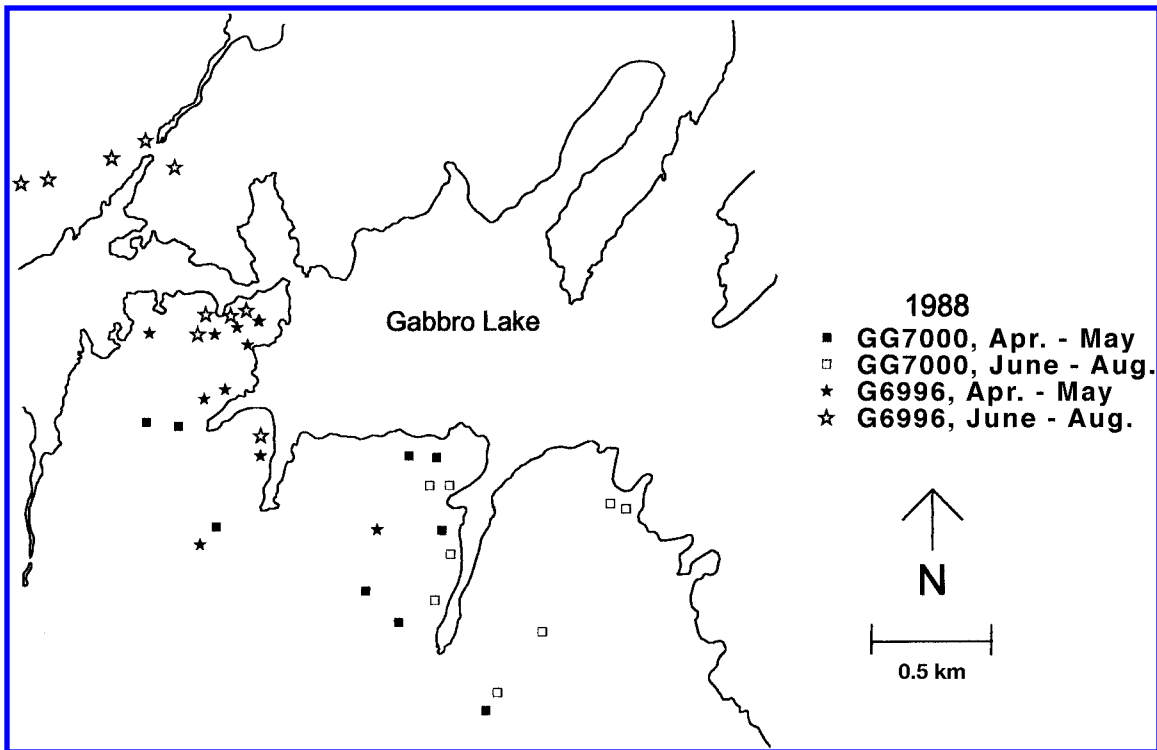 Gabbro Lake
1988
GG7000, Apr. - May
GG7000, June - Aug.
G6996, Apr. - May
G6996, June - Aug.
N
0.5 km